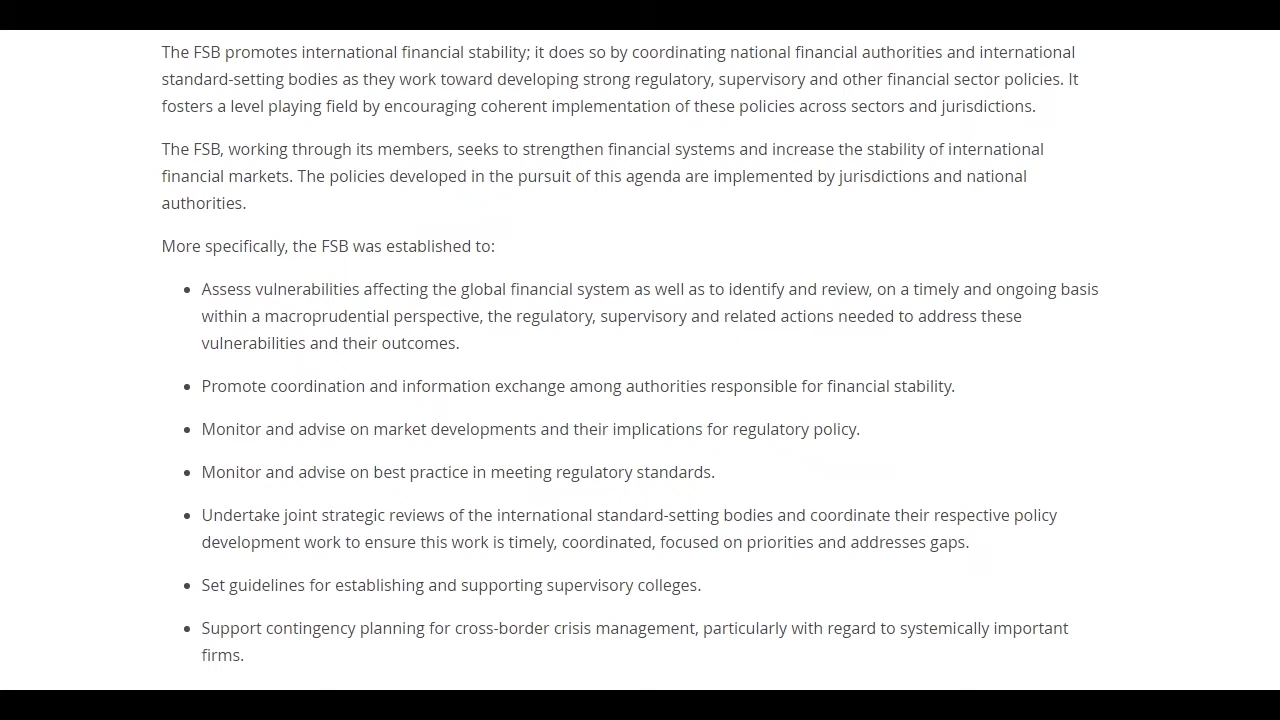 The FSB promotes international financial stability; it does so by coordinating national financial authorities and international
standard-setting bodies as they work toward developing strong regulatory, supervisory and other financial sector policies. It
fosters a level playing field by encouraging coherent implementation of these policies across sectors and jurisdictions.
The FSB, working through its members, seeks to strengthen financial systems and increase the stability of international
financial markets. The policies developed in the pursuit of this agenda are implemented by jurisdictions and national
authorities.
More specifically, the FSB was established to:
• Assess vulnerabilities affecting the global financial system as well as to identify and review, on a timely and ongoing basis
within a macroprudential perspective, the regulatory, supervisory and related actions needed to address these
vulnerabilities and their outcomes.
• Promote coordination and information exchange among authorities responsible for financial stability.
• Monitor and advise on market developments and their implications for regulatory policy.
• Monitor and advise on best practice in meeting regulatory standards.
• Undertake joint strategic reviews of the international standard-setting bodies and coordinate their respective policy
development work to ensure this work is timely, coordinated, focused on priorities and addresses gaps.
• Set guidelines for establishing and supporting supervisory colleges.
• Support contingency planning for cross-border crisis management, particularly with regard to systemically important
firms.